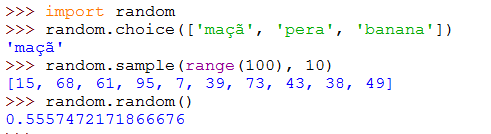 >>> import random
>>> random.choice(['maçã', 'pera', 'banana'])
'maçã'
>>> random.sample(range(100), 10)
[15, 68, 61, 95, 7, 39, 73, 43, 38, 49]
>>> random.random()
0.5557472171866676